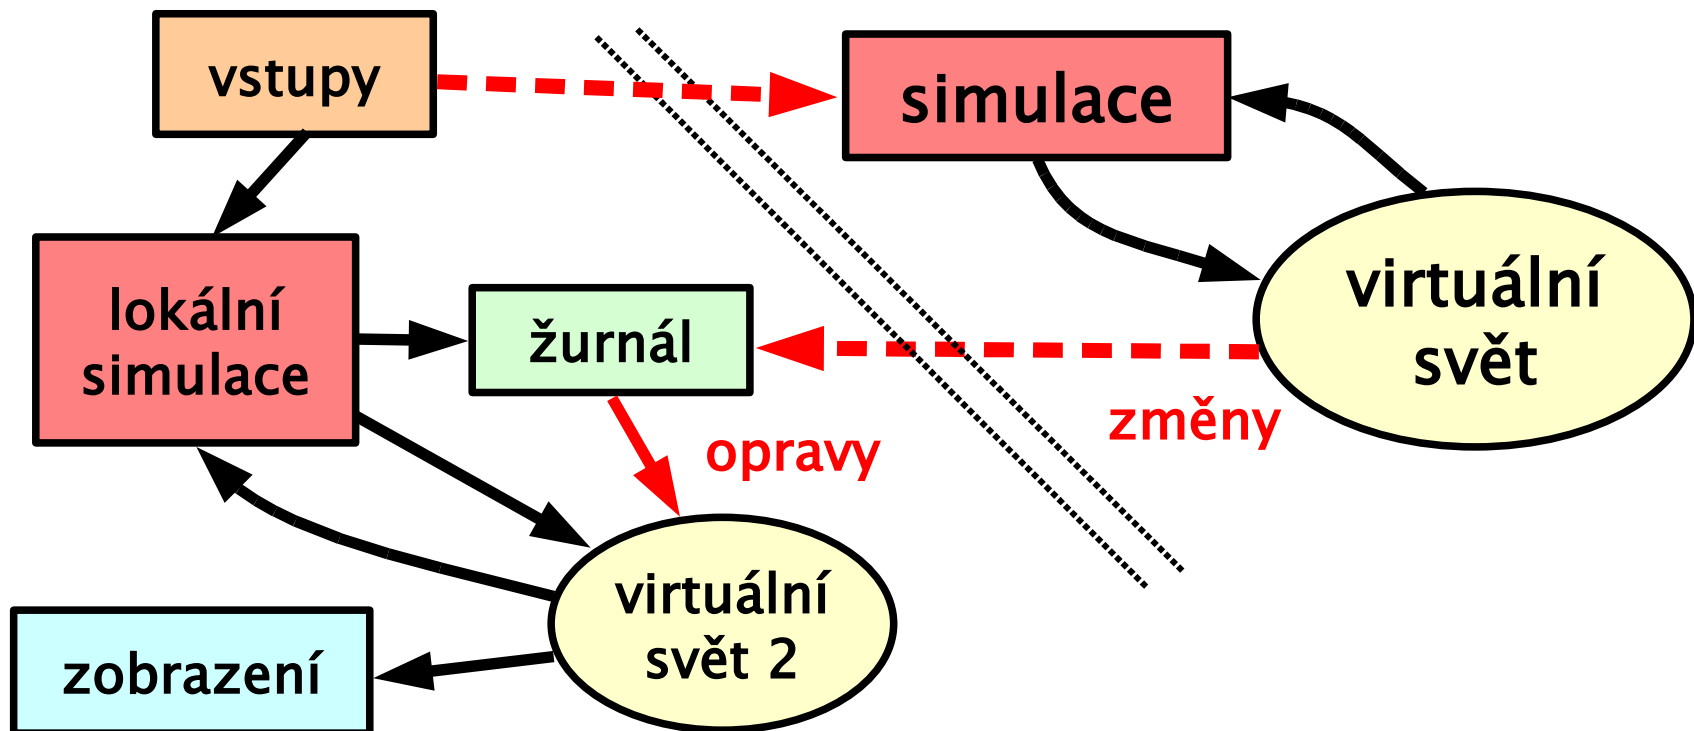 vstupy
simulace
lokální
simulace
žurnál
virtuální
svět
změny
opravy
virtuální
svět 2
zobrazení